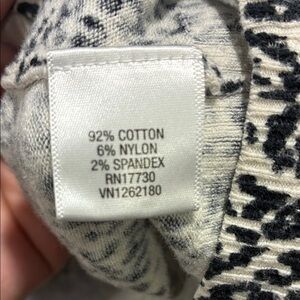 92% COTTON
6% NYLON
2% SPANDEX
RN17730
VN1262180